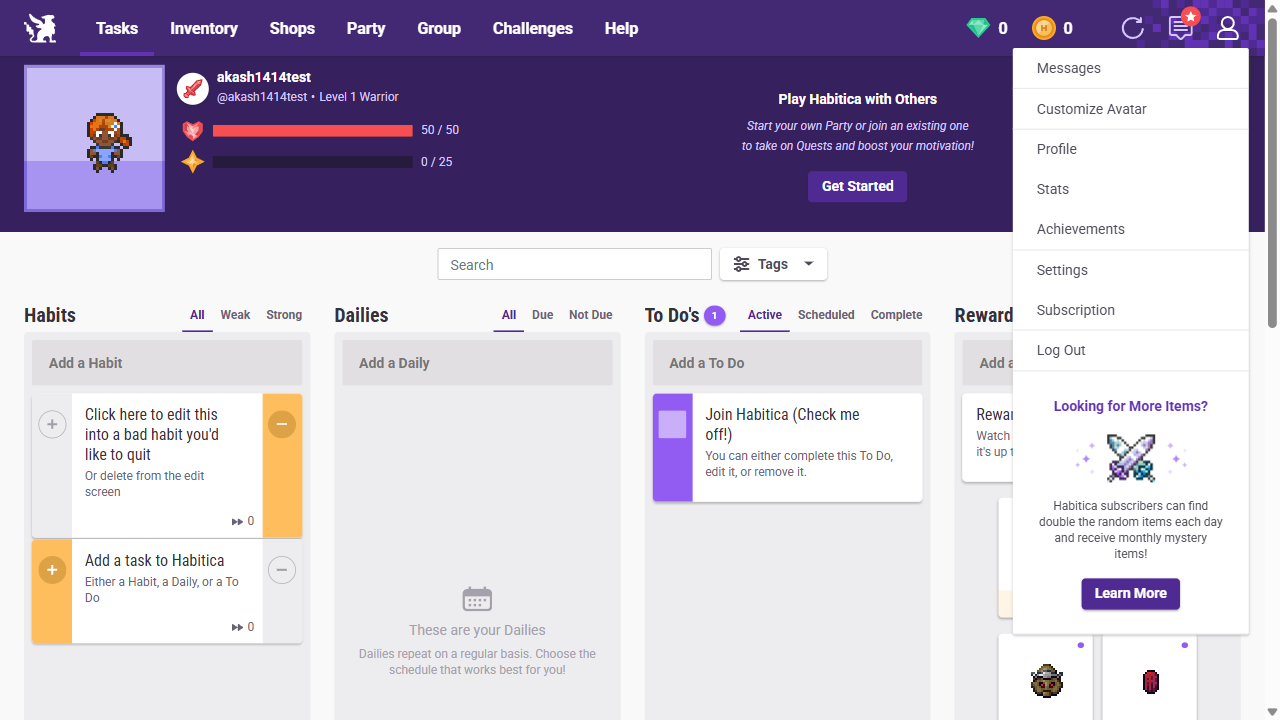 Tasks
Inventory
Shops
Party
Group
Challenges
Help
0
H
0
akash1414test
@akash1414test • Level 1 Warrior
50 / 50
0 / 25
Play Habitica with Others
Start your own Party or join an existing one
to take on Quests and boost your motivation!
Get Started
Messages
Customize Avatar
Profile
Stats
Achievements
Settings
Subscription
Log Out
Looking for More Items?
Habitica subscribers can find
double the random items each day
and receive monthly mystery
items!
Learn More
Search
Tags
Habits
All
Weak
Strong
Add a Habit
Click here to edit this
into a bad habit you'd
like to quit
Or delete from the edit
screen
0
Add a task to Habitica
Either a Habit, a Daily, or a To
Do
0
Dailies
All
Due
Not Due
Add a Daily
These are your Dailies
Dailies repeat on a regular basis. Choose the
schedule that works best for you!
To Do's
1
Active
Scheduled
Complete
Add a To Do
Join Habitica (Check me
off!)
You can either complete this To Do,
edit it, or remove it.
Reward
Add a
Rewar
Watch
it's up t